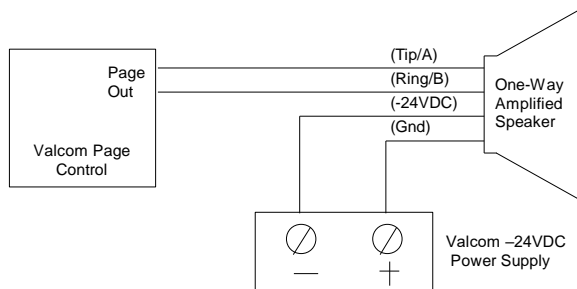 (Tip/A)
Page
Out
(Ring/B)
One-Way
Amplified
Speaker
(-24VDC)
(Gnd)
Valcom Page
Control
Valcom –24VDC
Power Supply
— +